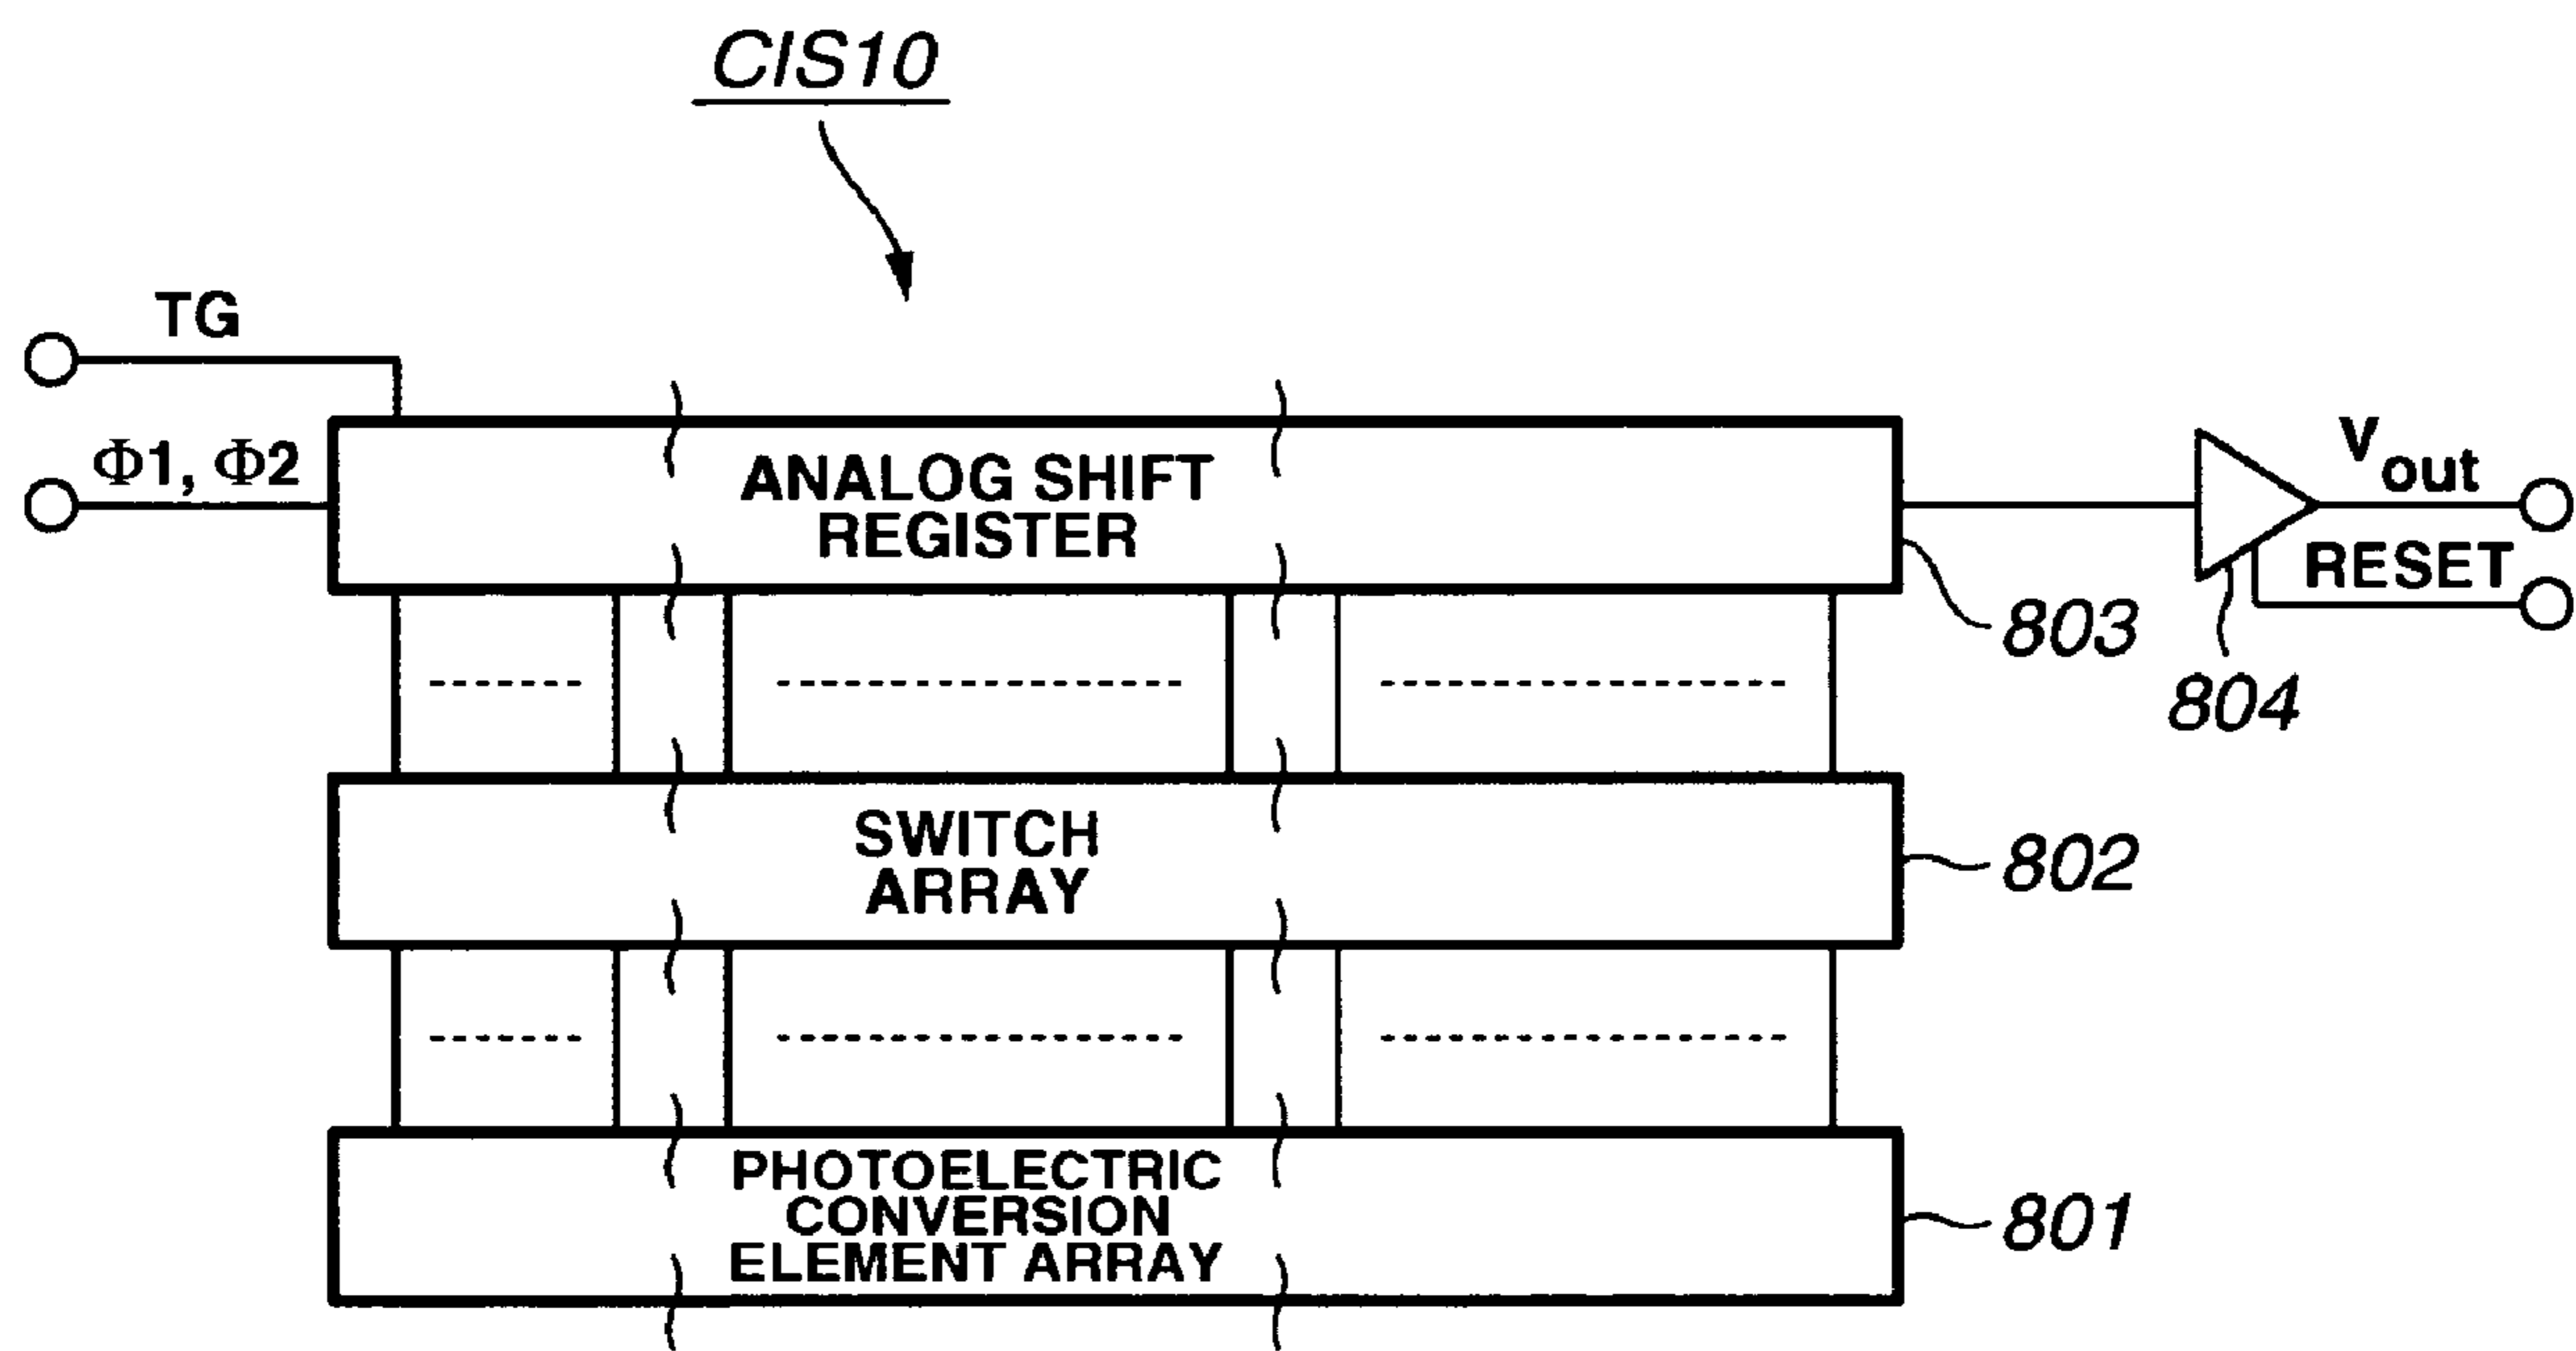 CIS10
TG
Φ1, Φ2
ANALOG SHIFT
REGISTER
Vout
RESET
803
804
SWITCH
ARRAY
802
PHOTOELECTRIC
CONVERSION
ELEMENT ARRAY
801